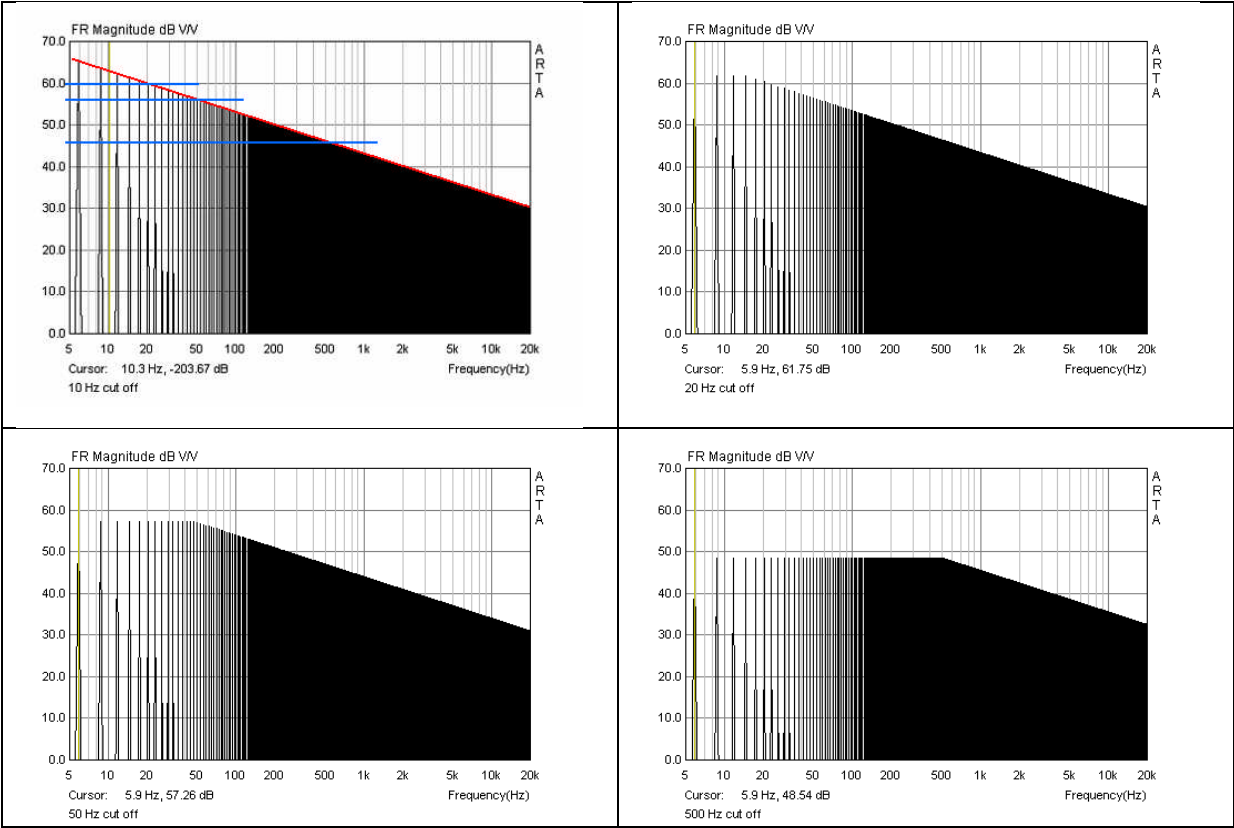 FR Magnitude dB V/V
70.0
60.0
50.0
40.0
30.0
20.0
10.0
0.0
A
R
T
A
5 10 20 50 100 200 500 1k 2k 5k 10k 20k
Cursor: 10.3 Hz, -203.67 dB Frequency(Hz)
10 Hz cut off
FR Magnitude dB V/V
70.0
60.0
50.0
40.0
30.0
20.0
10.0
0.0
A
R
T
A
5 10 20 50 100 200 500 1k 2k 5k 10k 20k
Cursor: 5.9 Hz, 61.75 dB Frequency(Hz)
20 Hz cut off
FR Magnitude dB V/V
70.0
60.0
50.0
40.0
30.0
20.0
10.0
0.0
A
R
T
A
5 10 20 50 100 200 500 1k 2k 5k 10k 20k
Cursor: 5.9 Hz, 57.26 dB Frequency(Hz)
50 Hz cut off
FR Magnitude dB V/V
70.0
60.0
50.0
40.0
30.0
20.0
10.0
0.0
A
R
T
A
5 10 20 50 100 200 500 1k 2k 5k 10k 20k
Cursor: 5.9 Hz, 48.54 dB Frequency(Hz)
500 Hz cut off